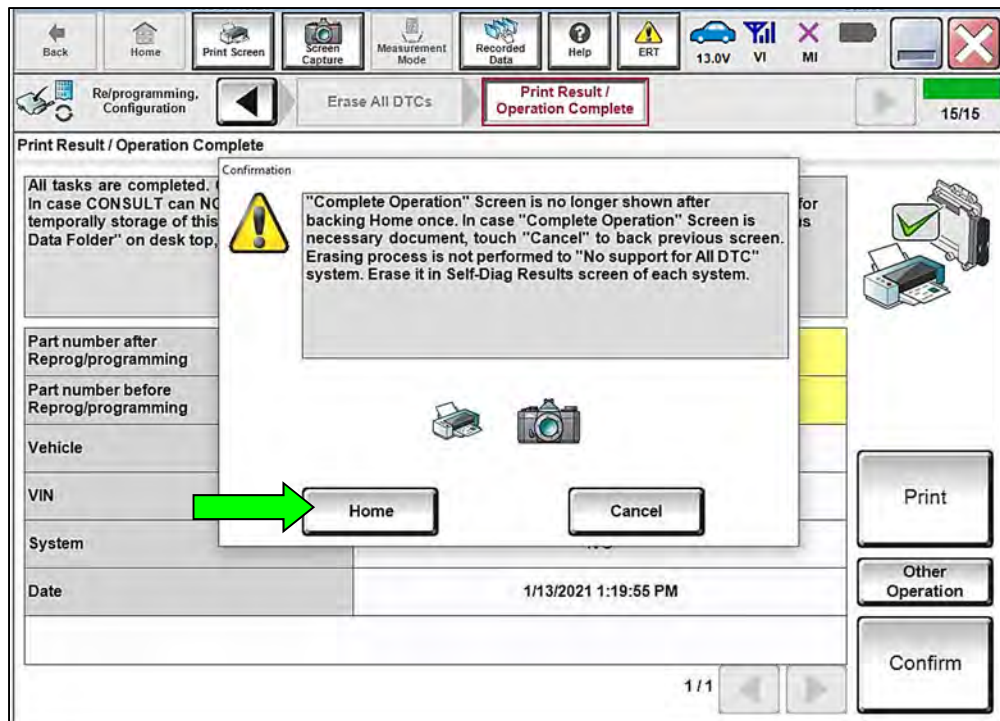 Back
Home
Print Screen
Screen
Capture
Measurement
Mode
Recorded
Data
Help
ERT
13.0V
VI
MI
Re/programming,
Configuration
Erase All DTCs
Print Result /
Operation Complete
15/15
Print Result / Operation Complete
All tasks are completed.
In case CONSULT can
for
temporally storage of this
Data Folder" on desk top,
Confirmation
"Complete Operation" Screen is no longer shown after
backing Home once. In case "Complete Operation" Screen is
necessary document, touch "Cancel" to back previous screen.
Erasing process is not performed to "No support for All DTC"
system. Erase it in Self-Diag Results screen of each system.
Part number after
Reprog/programming
Part number before
Reprog/programming
Vehicle
VIN
Home
Cancel
Print
System
Date
1/13/2021 1:19:55 PM
Other
Operation
Confirm
1/1